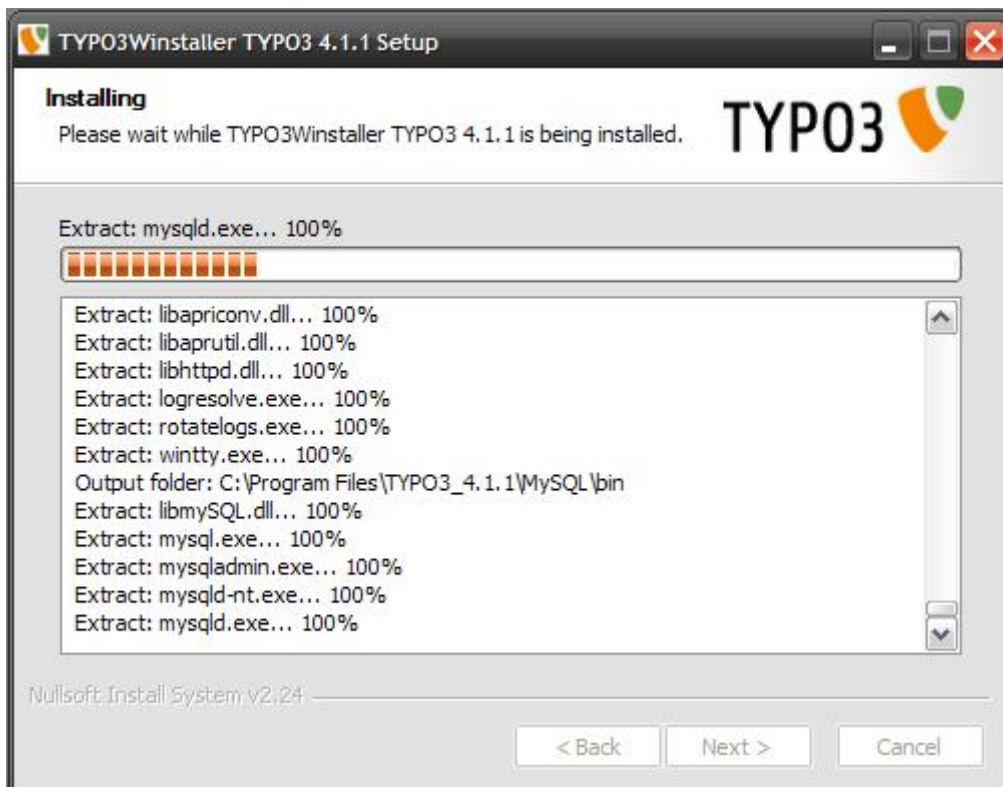 TYPO3Winstaller TYPO3 4.1.1 Setup
Installing
Please wait while TYPO3Winstaller TYPO3 4.1.1 is being installed.
TYPO3
Extract: mysqld.exe... 100%
Extract: libapriconv.dll... 100%
Extract: libaprutil.dll... 100%
Extract: libhttpd.dll... 100%
Extract: logresolve.exe... 100%
Extract: rotatelogs.exe... 100%
Extract: wintty.exe... 100%
Output folder: C:\Program Files\TYPO3_4.1.1\MySQL\bin
Extract: libmySQL.dll... 100%
Extract: mysql.exe... 100%
Extract: mysqladmin.exe... 100%
Extract: mysqld-nt.exe... 100%
Extract: mysqld.exe... 100%
Nullsoft Install System v2.24
< Back Next > Cancel